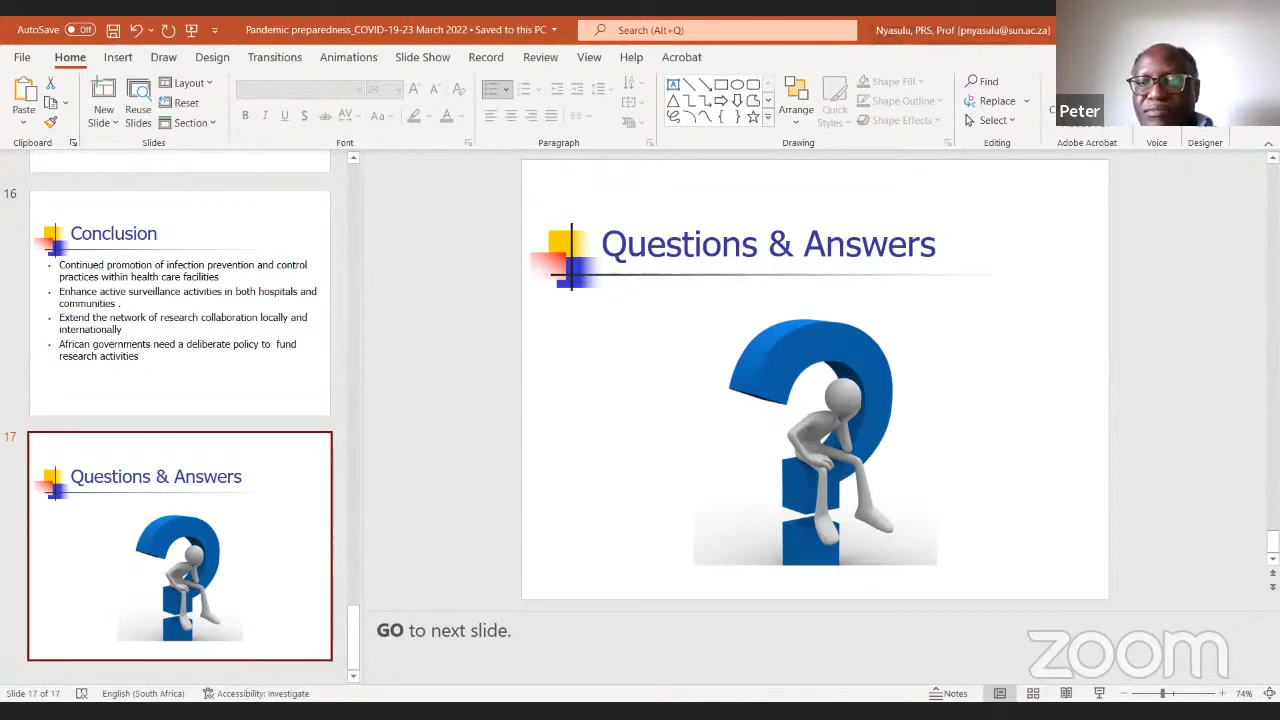 AutoSave Off Pandemic preparedness_COVID-19-23 March 2022 • Saved to this PC Search (Alt+Q) Nyasulu, PRS, Prof [pnyasulu@sun.ac.za]
File Home Insert Draw Design Transitions Animations Slide Show Record Review View Help Acrobat
Paste
New
Slide
Reuse
Slides
Layout
Reset
Section
24
B U S ab AV Aa A
Arrange
Quick
Styles
Shape Fill
Shape Outline
Shape Effects
Find
Replace
Select
Peter
Clipboard Slides Font Paragraph Drawing Editing Adobe Acrobat Voice Designer
16
Conclusion
• Continued promotion of infection prevention and control
practices within health care facilities
• Enhance active surveillance activities in both hospitals and
communities .
• Extend the network of research collaboration locally and
internationally
• African governments need a deliberate policy to fund
research activities
17
Questions & Answers
Questions & Answers
GO to next slide.
zoom
Slide 17 of 17 English (South Africa) Accessibility: Investigate Notes 74%